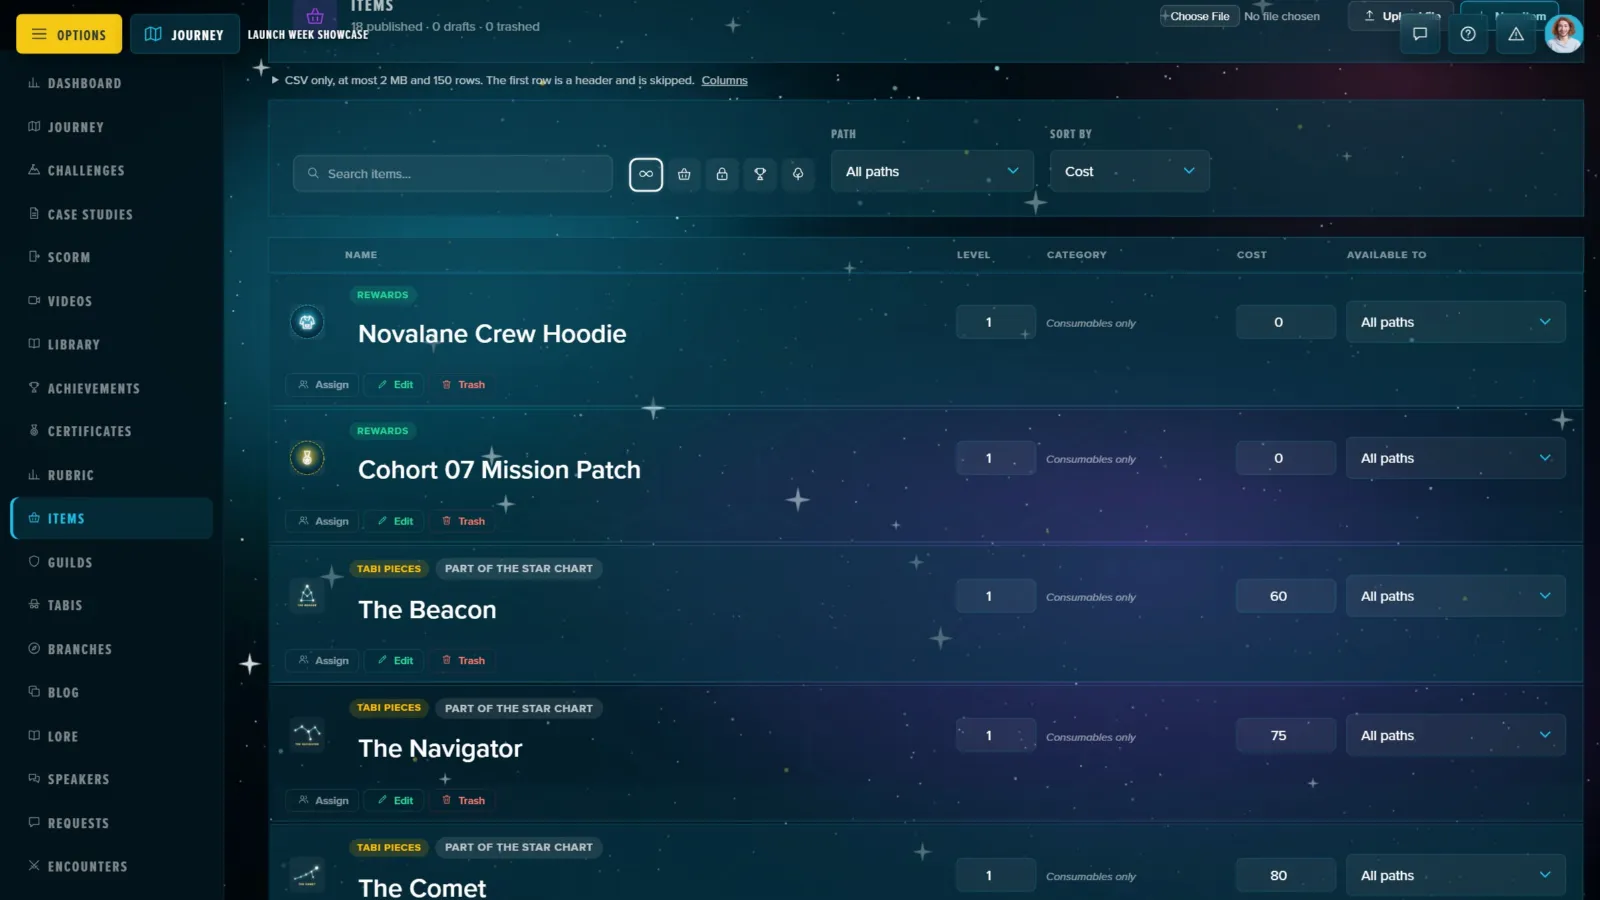 OPTIONS
JOURNEY
LAUNCH WEEK SHOWCASE
ITEMS
18 published · 0 drafts · 0 trashed
Choose File
No file chosen
CSV only, at most 2 MB and 150 rows. The first row is a header and is skipped. Columns
DASHBOARD
JOURNEY
CHALLENGES
CASE STUDIES
SCORM
VIDEOS
LIBRARY
ACHIEVEMENTS
CERTIFICATES
RUBRIC
ITEMS
GUILDS
TABIS
BRANCHES
BLOG
LORE
SPEAKERS
REQUESTS
ENCOUNTERS
PATH
SORT BY
Search items...
All paths
Cost
NAME
LEVEL
CATEGORY
COST
AVAILABLE TO
REWARDS
Novalane Crew Hoodie
1
Consumables only
0
All paths
Assign
Edit
Trash
REWARDS
Cohort 07 Mission Patch
1
Consumables only
0
All paths
Assign
Edit
Trash
TABI PIECES
PART OF THE STAR CHART
The Beacon
1
Consumables only
60
All paths
Assign
Edit
Trash
TABI PIECES
PART OF THE STAR CHART
The Navigator
1
Consumables only
75
All paths
Assign
Edit
Trash
TABI PIECES
PART OF THE STAR CHART
The Comet
1
Consumables only
80
All paths